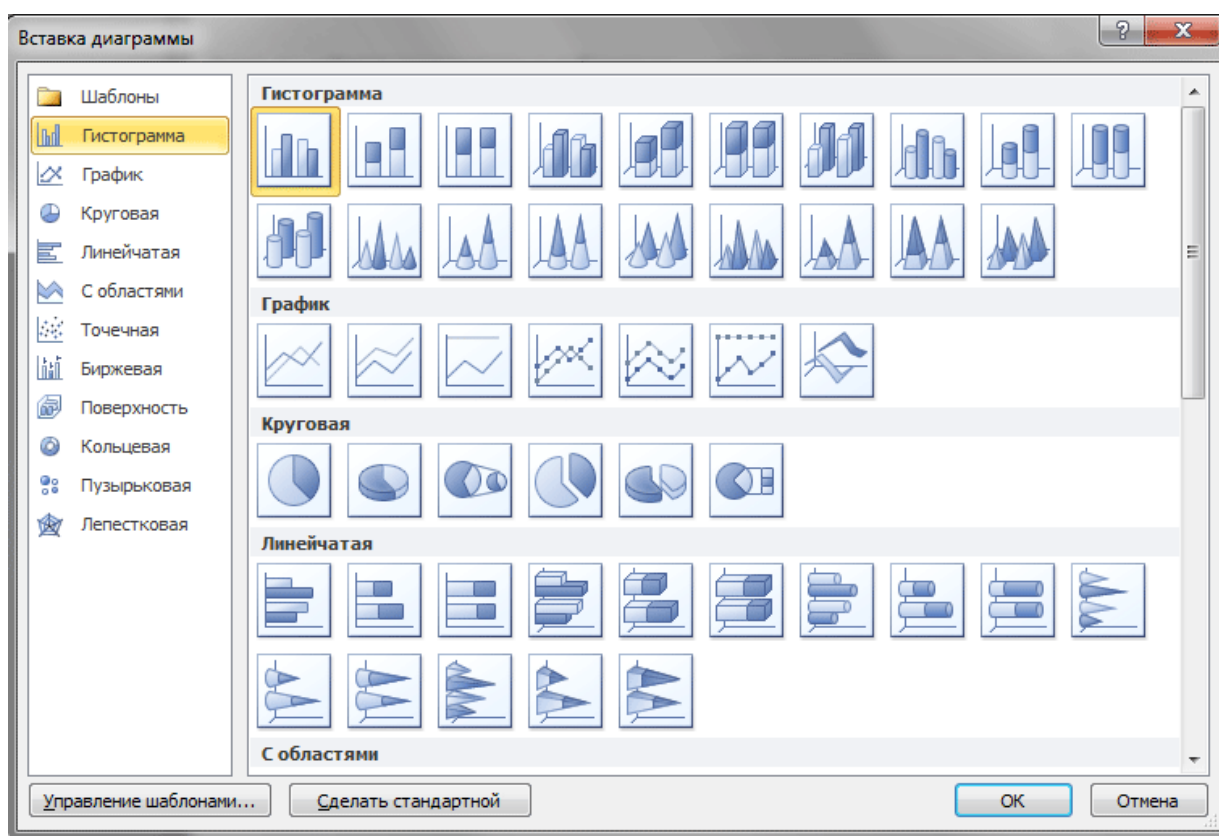 Вставка диаграммы
Шаблоны
Гистограмма
График
Круговая
Линейчатая
С областями
Точечная
Биржевая
Поверхность
Кольцевая
Пузырьковая
Лепестковая
Гистограмма
График
Круговая
Линейчатая
С областями
Управление шаблонами...
Сделать стандартной
ОК
Отмена